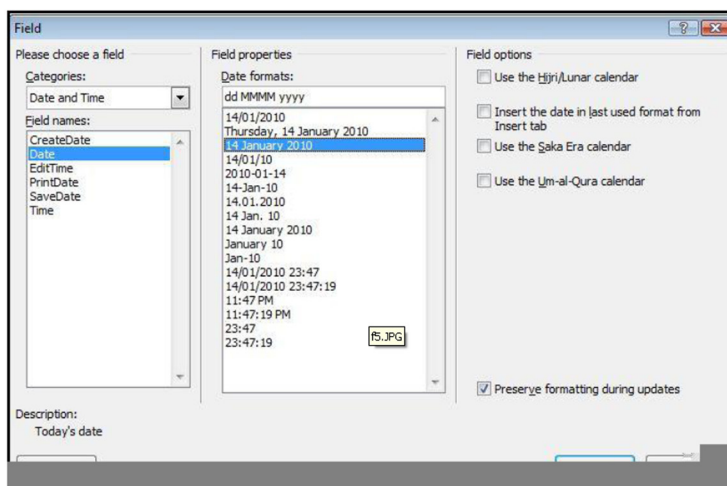 Field
Please choose a field
Categories:
Date and Time
Field names:
CreateDate
Date
EditTime
PrintDate
SaveDate
Time
Field properties
Date formats:
dd MMMM yyyy
14/01/2010
Thursday, 14 January 2010
14 January 2010
14/01/10
2010-01-14
14-Jan-10
14.01.2010
14 Jan. 10
14 January 2010
January 10
Jan-10
14/01/2010 23:47
14/01/2010 23:47:19
11:47 PM
11:47:19 PM
23:47
23:47:19
f5.JPG
Field options
Use the Hijri/Lunar calendar
Insert the date in last used format from
Insert tab
Use the Saka Era calendar
Use the Um-al-Qura calendar
Preserve formatting during updates
Description:
Today's date